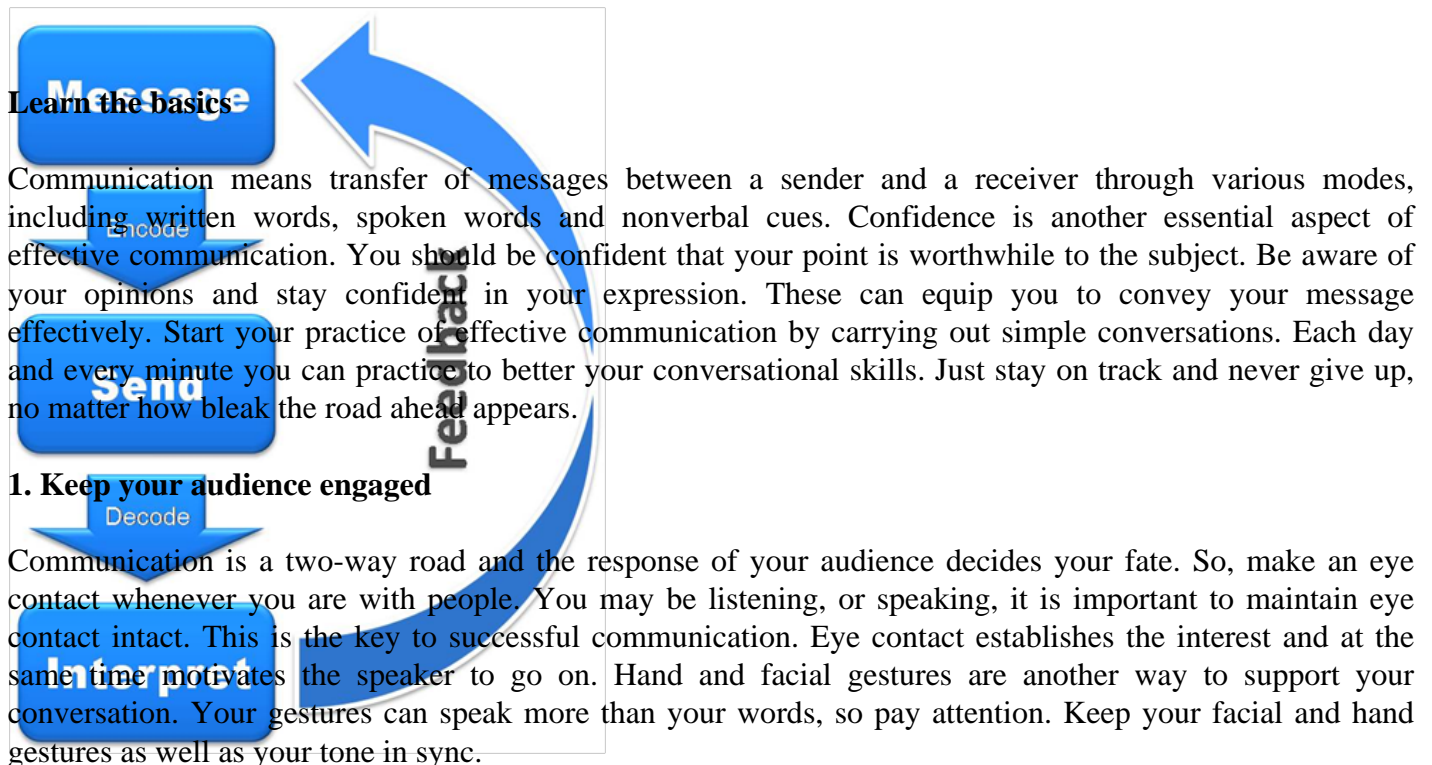 Message
Learn the basics
Communication means transfer of messages between a sender and a receiver through various modes,
including written words, spoken words and nonverbal cues. Confidence is another essential aspect of
Encode
effective communication. You should be confident that your point is worthwhile to the subject. Be aware of
your opinions and stay confident in your expression. These can equip you to convey your message
effectively. Start your practice of effective communication by carrying out simple conversations. Each day
Feedback
and every minute you can practice to better your conversational skills. Just stay on track and never give up,
Send
no matter how bleak the road ahead appears.
1. Keep your audience engaged
Decode
Communication is a two-way road and the response of your audience decides your fate. So, make an eye
contact whenever you are with people. You may be listening, or speaking, it is important to maintain eye
contact intact. This is the key to successful communication. Eye contact establishes the interest and at the
same time motivates the speaker to go on. Hand and facial gestures are another way to support your
Interpret
conversation. Your gestures can speak more than your words, so pay attention. Keep your facial and hand
gestures as well as your tone in sync.